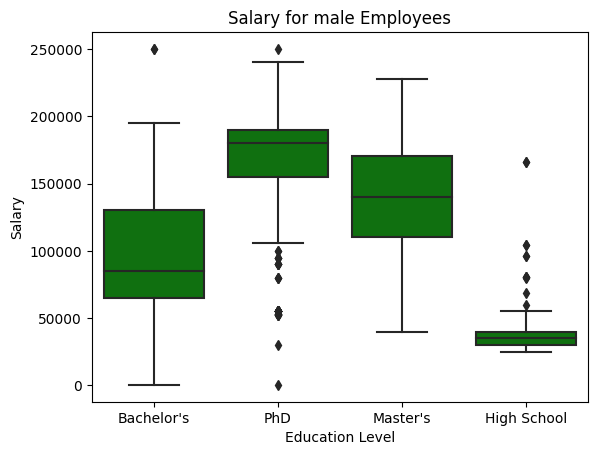 Salary for male Employees
Salary
250000
200000
150000
100000
50000
0
Bachelor's PhD Master's High School
Education Level